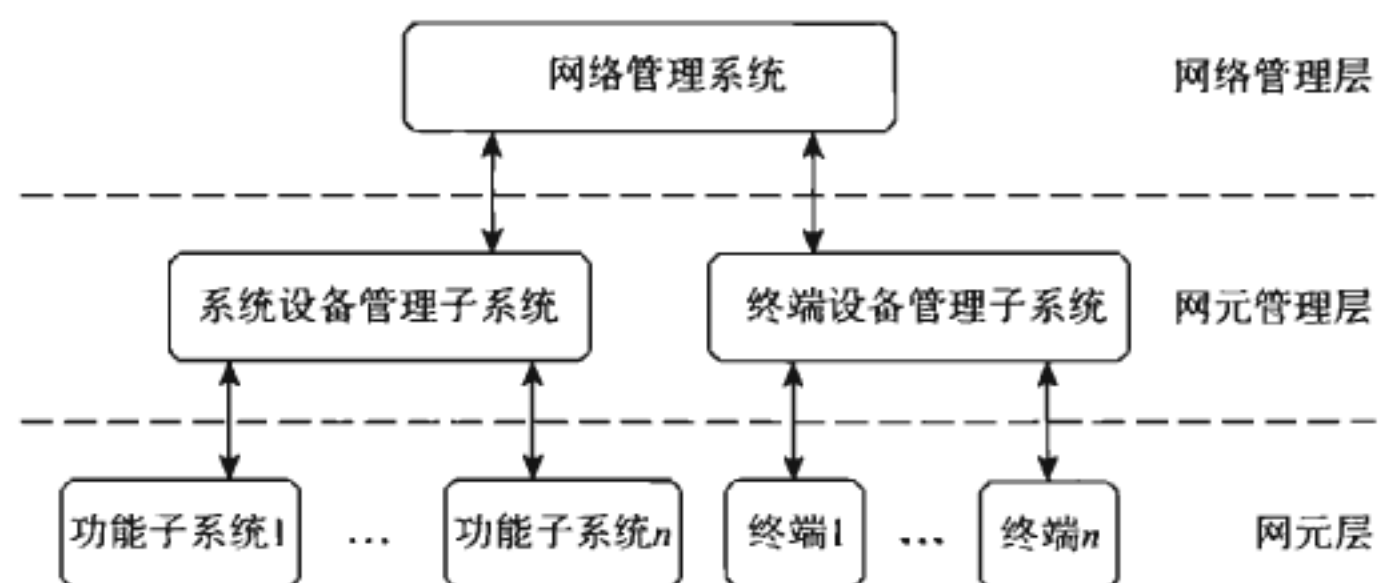 网络管理系统 网络管理层
系统设备管理子系统 终端设备管理子系统 网元管理层
功能子系统1 … 功能子系统n 终端1 … 终端n 网元层